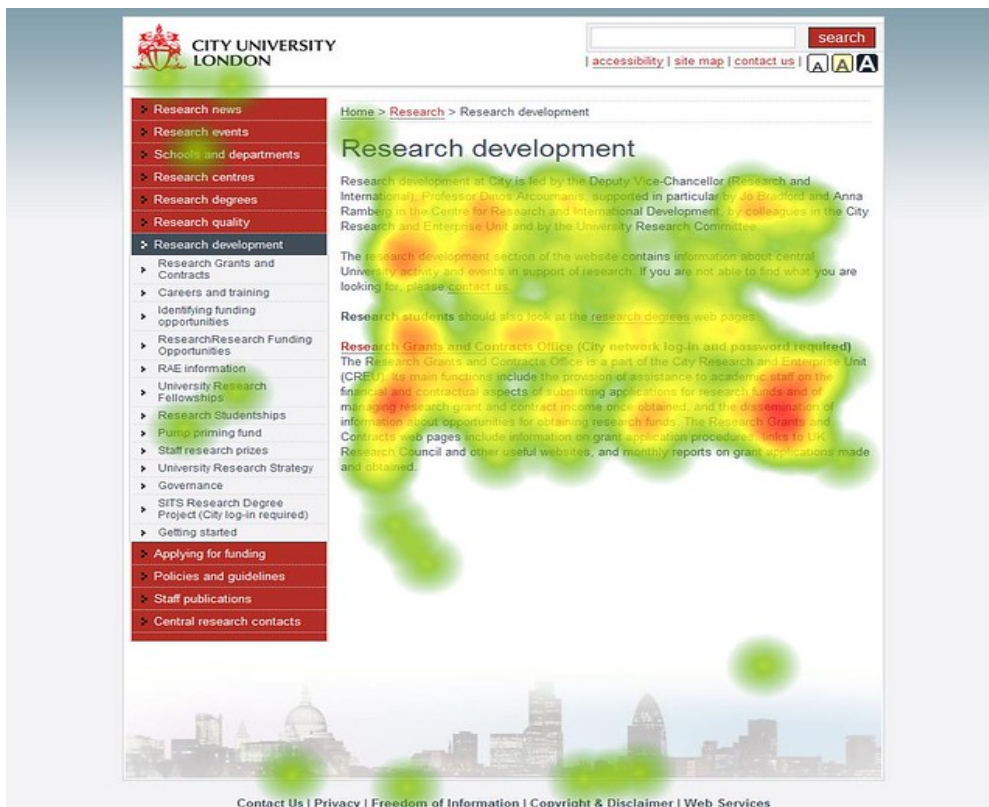 CITY UNIVERSITY
LONDON
search
| accessibility | site map | contact us | A A A
Research news
Research events
Schools and departments
Research centres
Research degrees
Research quality
Research development
Research Grants and
Contracts
Careers and training
Identifying funding
opportunities
ResearchResearch Funding
Opportunities
RAE information
University Research
Fellowships
Research Studentships
Pump priming fund
Staff research prizes
University Research Strategy
Governance
SITS Research Degree
Project (City log-in required)
Getting started
Applying for funding
Policies and guidelines
Staff publications
Central research contacts
Home > Research > Research development
Research development
Research development at City is led by the Deputy Vice-Chancellor (Research and
International), Professor Dinos Arcoumanis, supported in particular by Jo Bradford and Anna
Ramberg in the Centre for Research and International Development, by colleagues in the City
Research and Enterprise Unit and by the University Research Committee.
The research development section of the website contains information about central
University activity and events in support of research. If you are not able to find what you are
looking for, please contact us.
Research students should also look at the research degrees web pages.
Research Grants and Contracts Office (City network log-in and password required)
The Research Grants and Contracts Office is a part of the City Research and Enterprise Unit
(CREU). Its main functions include the provision of assistance to academic staff on the
financial and contractual aspects of submitting applications for research funds and of
managing research grant and contract income once obtained, and the dissemination of
information about opportunities for obtaining research funds. The Research Grants and
Contracts web pages include information on grant application procedures, links to UK
Research Council and other useful websites, and monthly reports on grant applications made
and obtained.
Contact Us | Privacy | Freedom of Information | Copyright & Disclaimer | Web Services